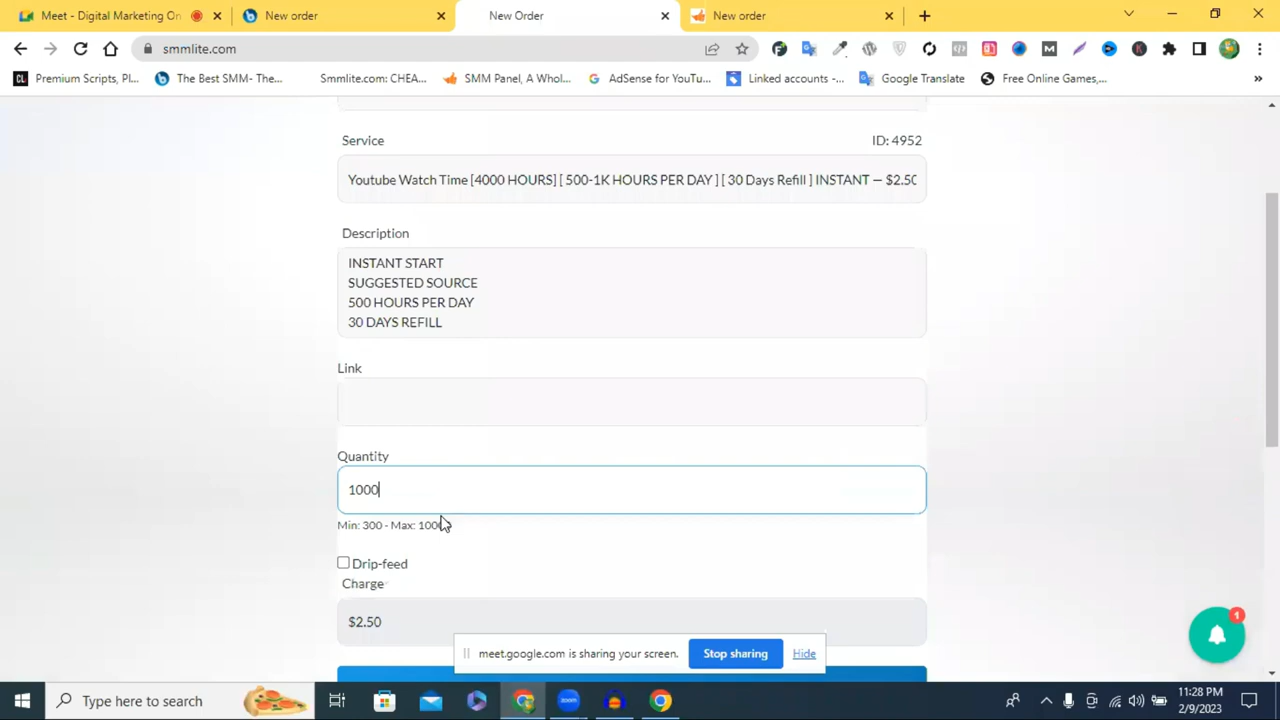 Meet - Digital Marketing On
New order
New Order
New order
smmlite.com
Premium Scripts, Pl...
The Best SMM- The...
Smmlite.com: CHEA...
SMM Panel, A Whol...
AdSense for YouTu...
Linked accounts -...
Google Translate
Free Online Games,...
»
Service
ID: 4952
Youtube Watch Time [4000 HOURS] [ 500-1K HOURS PER DAY ] [ 30 Days Refill ] INSTANT — $2.50
Description
INSTANT START
SUGGESTED SOURCE
500 HOURS PER DAY
30 DAYS REFILL
Link
Quantity
1000
Min: 300 - Max:
Drip-feed
Charge
$2.50
1
meet.google.com is sharing your screen.
Stop sharing
Hide
Type here to search
zoom
11:28 PM
2/9/2023